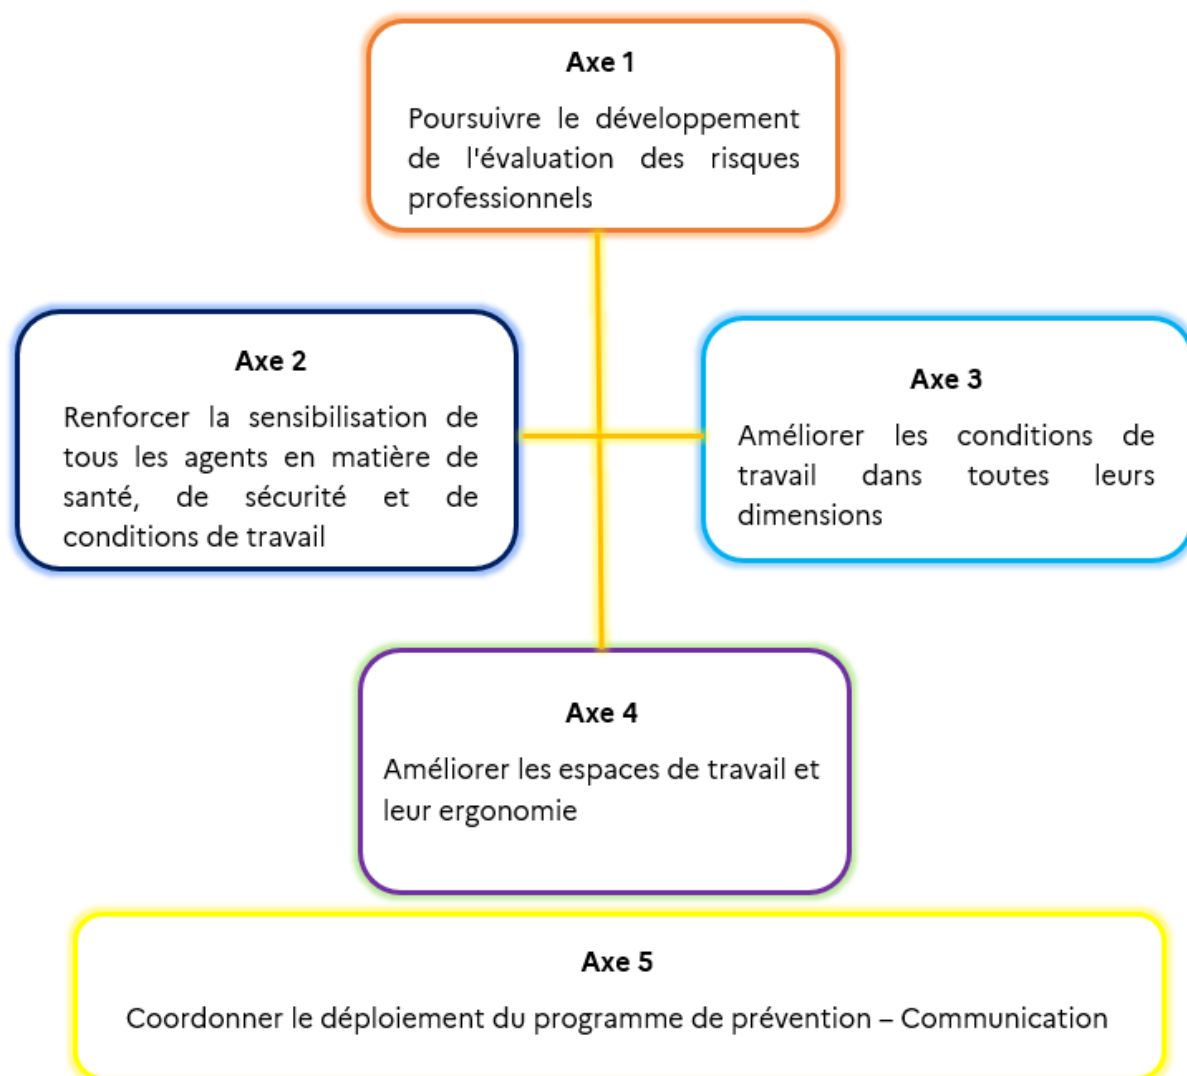 Axe 1
Poursuivre le développement
de l'évaluation des risques
professionnels
Axe 2
Renforcer la sensibilisation de
tous les agents en matière de
santé, de sécurité et de
conditions de travail
Axe 3
Améliorer les conditions de
travail dans toutes leurs
dimensions
Axe 4
Améliorer les espaces de travail et
leur ergonomie
Axe 5
Coordonner le déploiement du programme de prévention – Communication